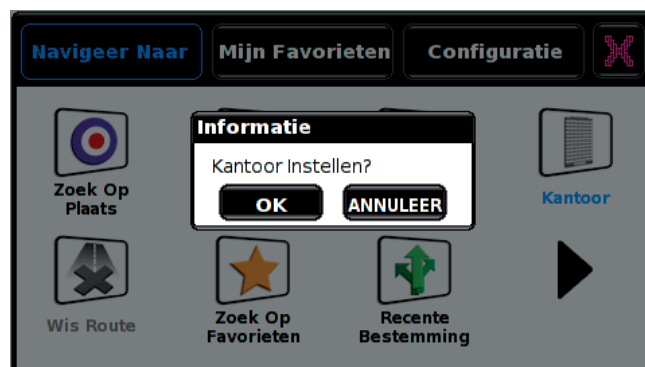 Navigeer Naar
Mijn Favorieten
Configuratie
Informatie
Kantoor Instellen?
OK
ANNULEER
Zoek Op
Plaats
Kantoor
Wis Route
Zoek Op
Favorieten
Recente
Bestemming